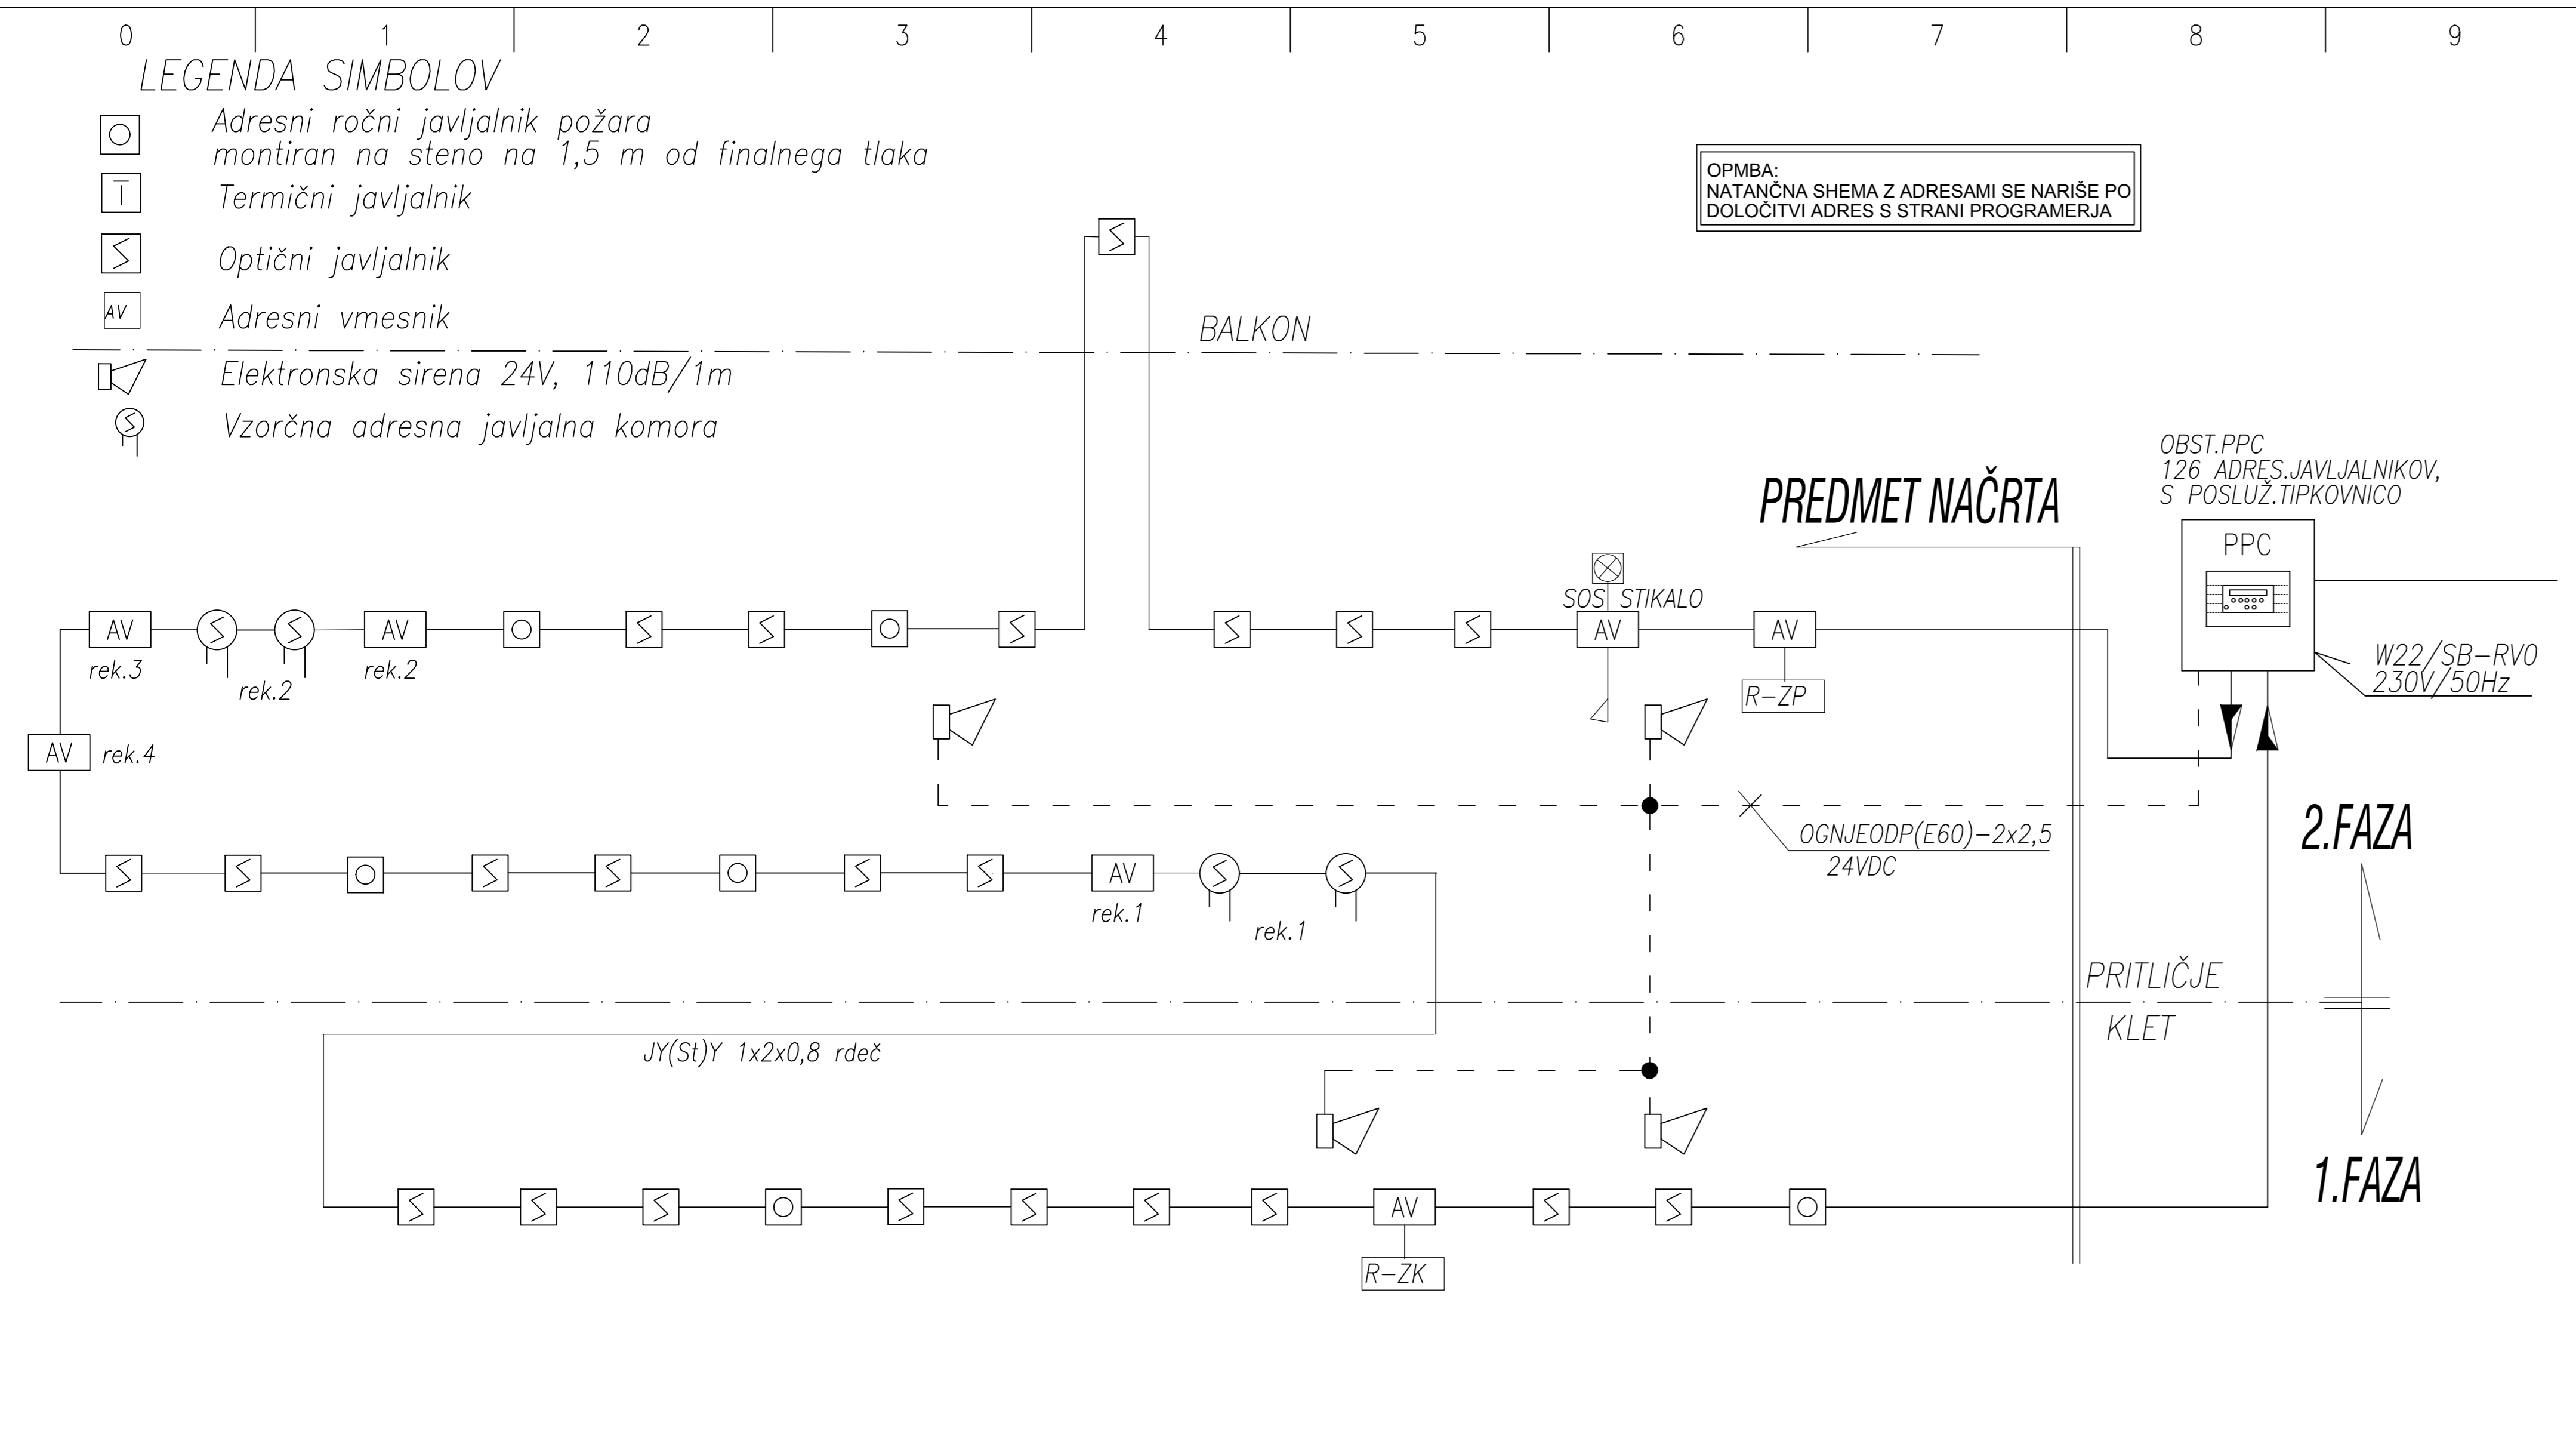 0 1 2 3 4 5 6 7 8 9
LEGENDA SIMBOLOV
Adresni ročni javljalnik požara
montiran na steno na 1,5 m od finalnega tlaka
T Termični javljalnik
Optični javljalnik
AV Adresni vmesnik
Elektronska sirena 24V, 110dB/1m
Vzorčna adresna javljalna komora
OPMBA:
NATANČNA SHEMA Z ADRESAMI SE NARIŠE PO
DOLOČITVI ADRES S STRANI PROGRAMERJA
BALKON
OBST.PPC
126 ADRES.JAVLJALNIKOV,
S POSLUŽ.TIPKOVNICO
PREDMET NAČRTA
PPC
SOS STIKALO
AV AV AV AV
rek.3 rek.2 rek.2
R-ZP
W22/SB-RV0
230V/50Hz
AV rek.4
OGNJEODP(E60)-2x2,5
24VDC
2.FAZA
AV
rek.1 rek.1
PRITLIČJE
KLET
JY(St)Y 1x2x0,8 rdeč
1.FAZA
AV
R-ZK